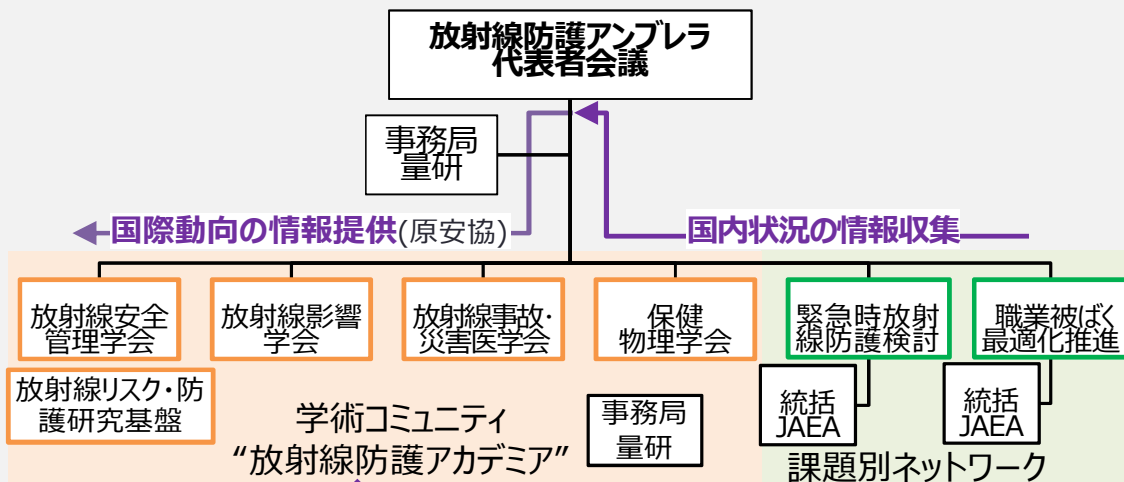 放射線防護アンブレラ
代表者会議
事務局
量研
国際動向の情報提供(原安協)
国内状況の情報収集
放射線安全
管理学会
放射線影響
学会
放射線事故・
災害医学会
保健
物理学会
緊急時放射
線防護検討
職業被ばく
最適化推進
放射線リスク・防
護研究基盤
学術コミュニティ
“放射線防護アカデミア”
事務局
量研
統括
JAEA
統括
JAEA
課題別ネットワーク